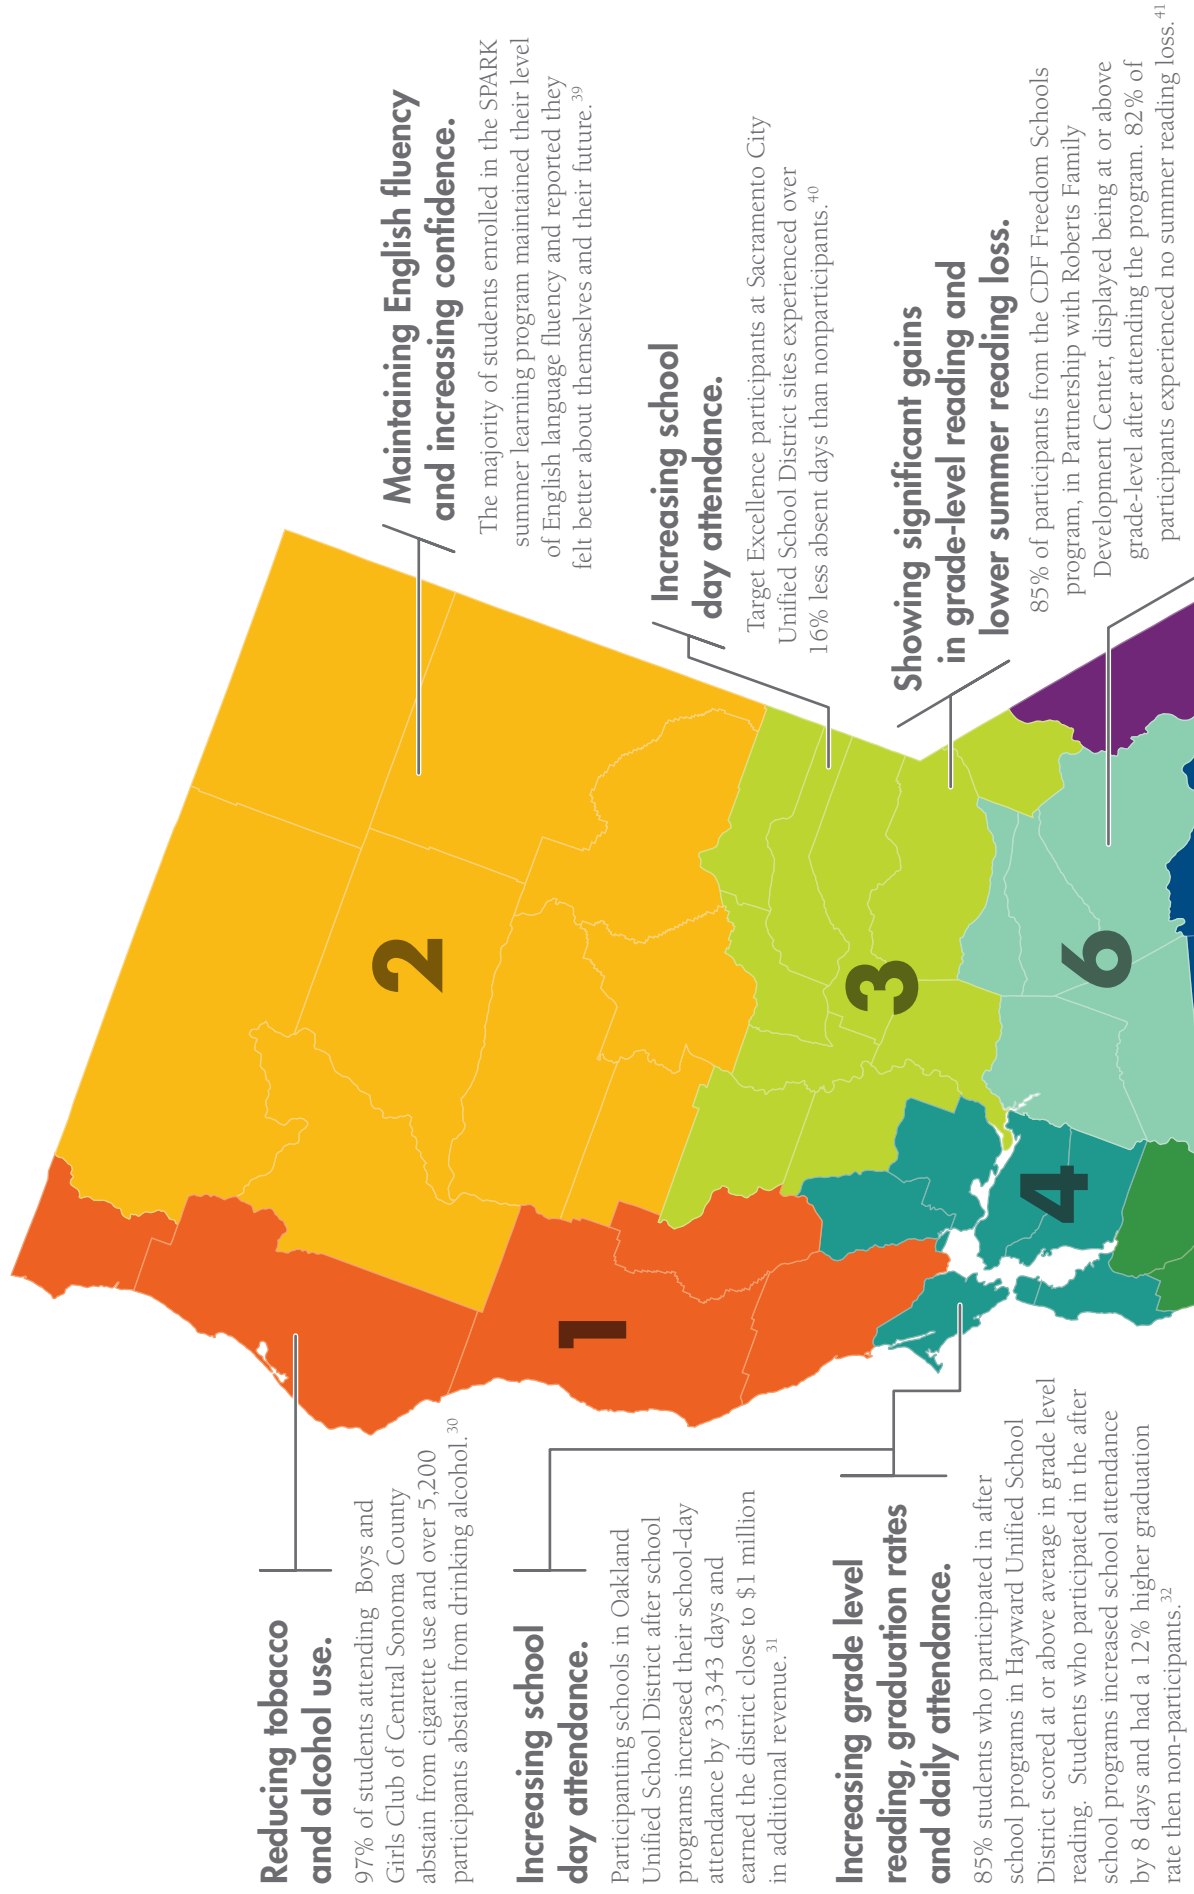 Reducing tobacco
and alcohol use.
97% of students attending Boys and
Girls Club of Central Sonoma County
abstain from cigarette use and over 5,200
participants abstain from drinking alcohol.30
Increasing school
day attendance.
Participanting schools in Oakland
Unified School District after school
programs increased their school-day
attendance by 33,343 days and
earned the district close to $1 million
in additional revenue.31
Increasing grade level
reading, graduation rates
and daily attendance.
85% students who participated in after
school programs in Hayward Unified School
District scored at or above average in grade level
reading. Students who participated in the after
school programs increased school attendance
by 8 days and had a 12% higher graduation
rate then non-participants.32
1
2
3
4
6
Maintaining English fluency
and increasing confidence.
The majority of students enrolled in the SPARK
summer learning program maintained their level
of English language fluency and reported they
felt better about themselves and their future.39
Increasing school
day attendance.
Target Excellence participants at Sacramento City
Unified School District sites experienced over
16% less absent days than nonparticipants.40
Showing significant gains
in grade-level reading and
lower summer reading loss.
85% of participants from the CDF Freedom Schools
program, in Partnership with Roberts Family
Development Center, displayed being at or above
grade-level after attending the program. 82% of
participants experienced no summer reading loss.41